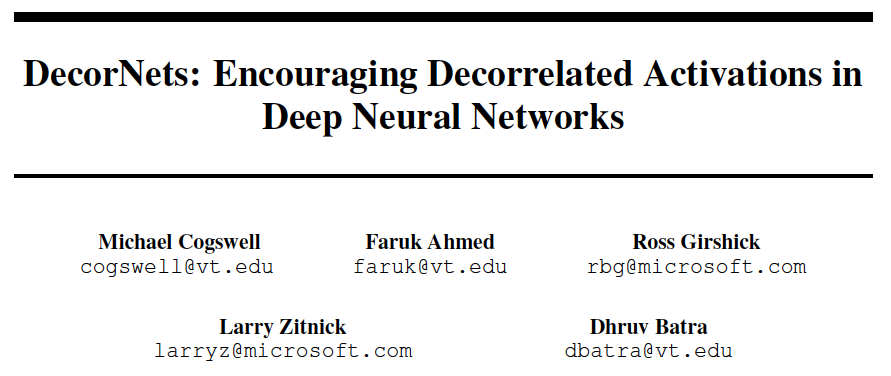 DecorNets: Encouraging Decorrelated Activations in
Deep Neural Networks
Michael Cogswell Faruk Ahmed Ross Girshick
cogswell@vt.edu faruk@vt.edu rbg@microsoft.com
Larry Zitnick Dhruv Batra
larryz@microsoft.com dbatra@vt.edu